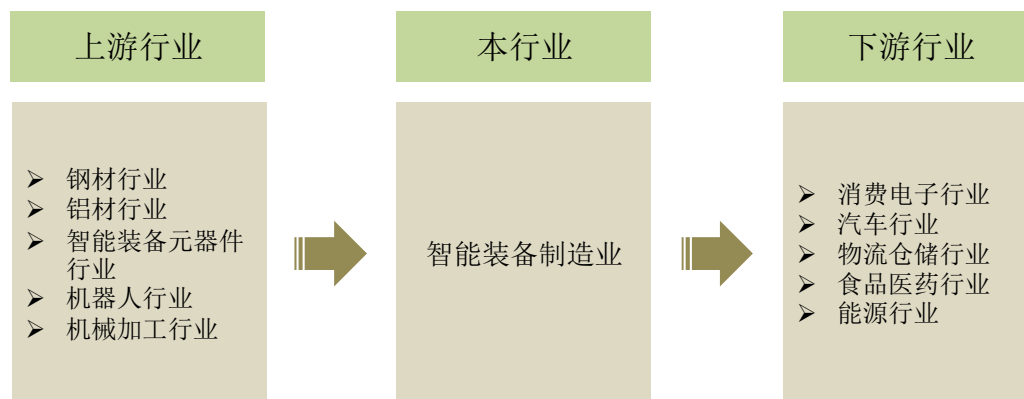 上游行业
本行业
下游行业
➢ 钢材行业
➢ 铝材行业
➢ 智能装备元器件
行业
➢ 机器人行业
➢ 机械加工行业
智能装备制造业
➢ 消费电子行业
➢ 汽车行业
➢ 物流仓储行业
➢ 食品医药行业
➢ 能源行业